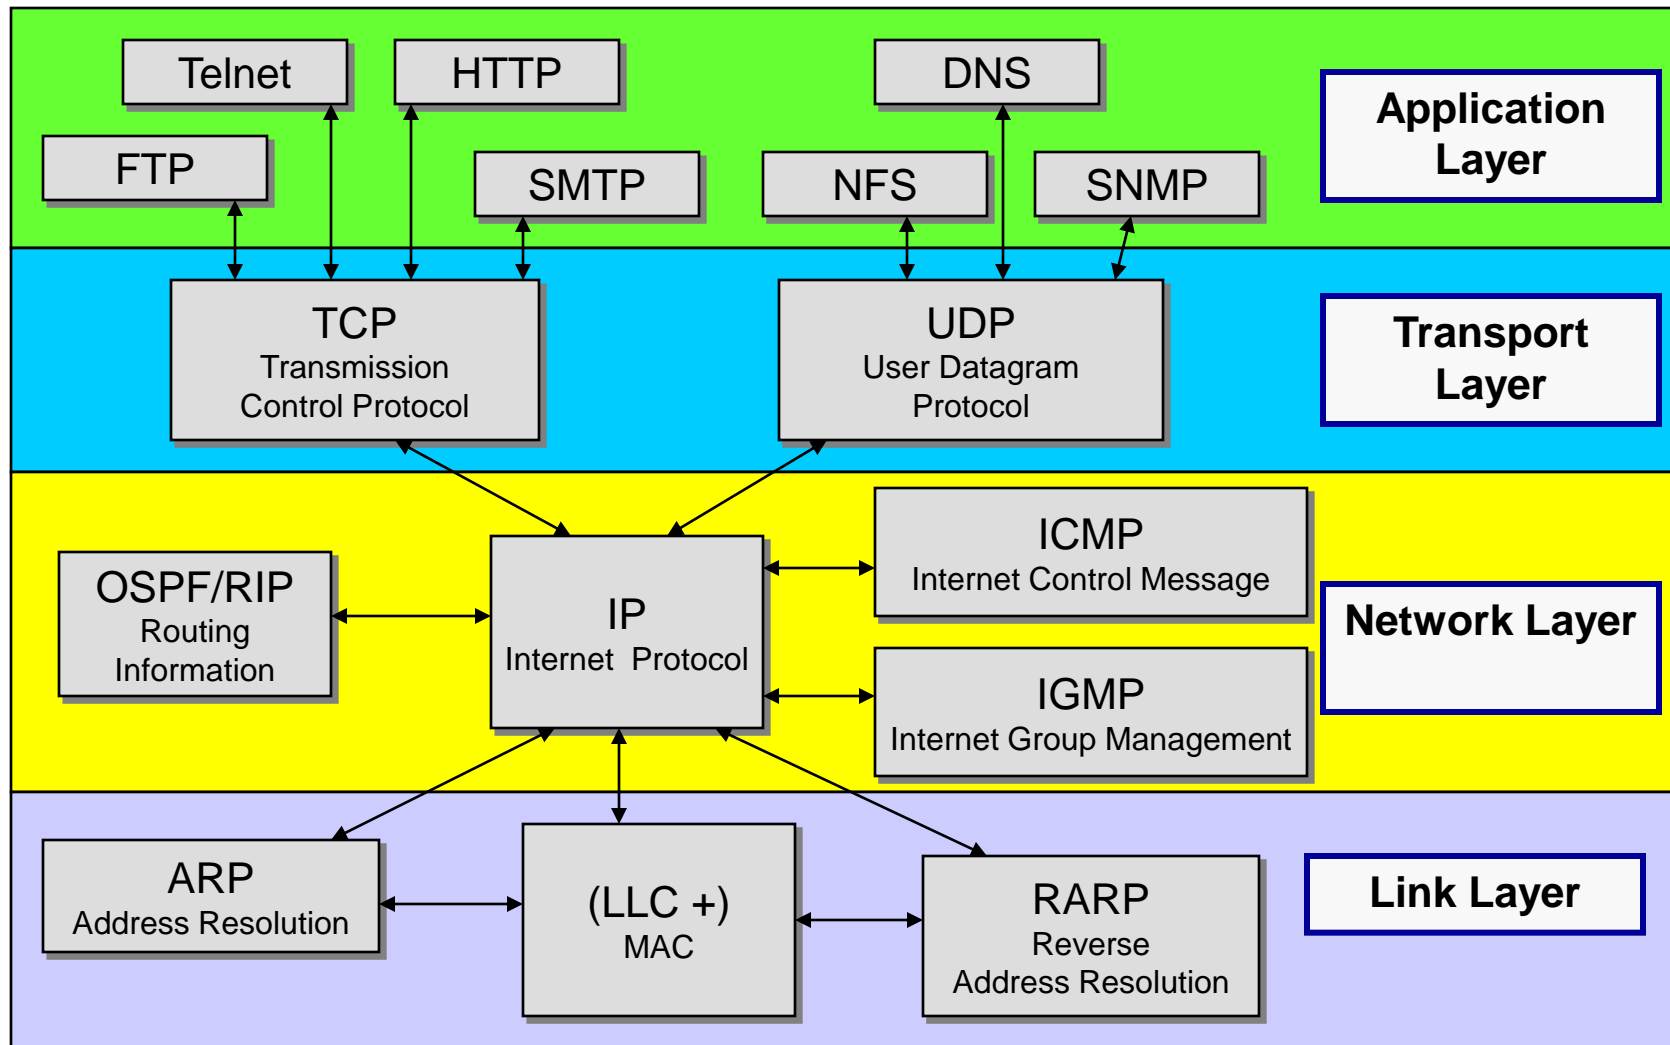 Telnet
HTTP
DNS
Application
Layer
FTP
SMTP
NFS
SNMP
TCP
Transmission
Control Protocol
UDP
User Datagram
Protocol
Transport
Layer
OSPF/RIP
Routing
Information
IP
Internet Protocol
ICMP
Internet Control Message
IGMP
Internet Group Management
Network Layer
ARP
Address Resolution
(LLC +)
MAC
RARP
Reverse
Address Resolution
Link Layer